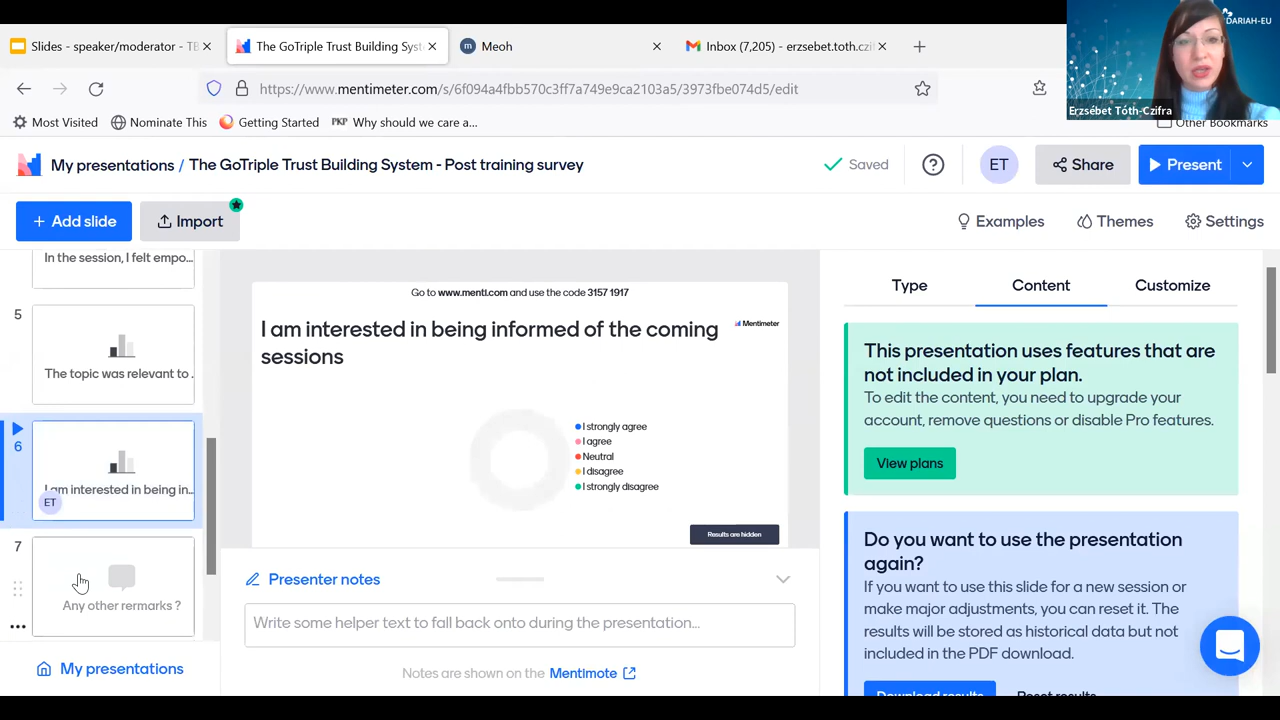 Slides - speaker/moderator - TE
The GoTriple Trust Building Syst
Meoh
Inbox (7,205) - erzsebet.toth.czif
DARIAH-EU
https://www.mentimeter.com/s/6f094a4fbb570c3ff7a749e9ca2103a5/3973fbe074d5/edit
Erzsébet Tóth-Czifra
Most Visited
Nominate This
Getting Started
PKP Why should we care a...
Other Bookmarks
My presentations / The GoTriple Trust Building System - Post training survey
Saved
ET
Share
Present
+ Add slide
Import
Examples
Themes
Settings
In the session, I felt empo...
5
The topic was relevant to .
6
I am interested in being in...
ET
7
Any other rermarks ?
My presentations
Go to www.menti.com and use the code 3157 1917
I am interested in being informed of the coming
sessions
Mentimeter
I strongly agree
I agree
Neutral
I disagree
I strongly disagree
Results are hidden
Presenter notes
Write some helper text to fall back onto during the presentation...
Notes are shown on the Mentimote
Type
Content
Customize
This presentation uses features that are
not included in your plan.
To edit the content, you need to upgrade your
account, remove questions or disable Pro features.
View plans
Do you want to use the presentation
again?
If you want to use this slide for a new session or
make major adjustments, you can reset it. The
results will be stored as historical data but not
included in the PDF download.
Download results
Reset results